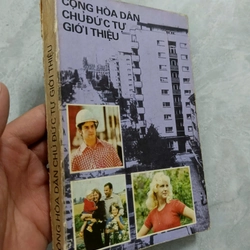 CỘNG HÒA DÂN
CHỦ ĐỨC TỰ
GIỚI THIỆU
CỘNG HÒA DÂN CHỦ ĐỨC TỰ GIỚI THIỆU